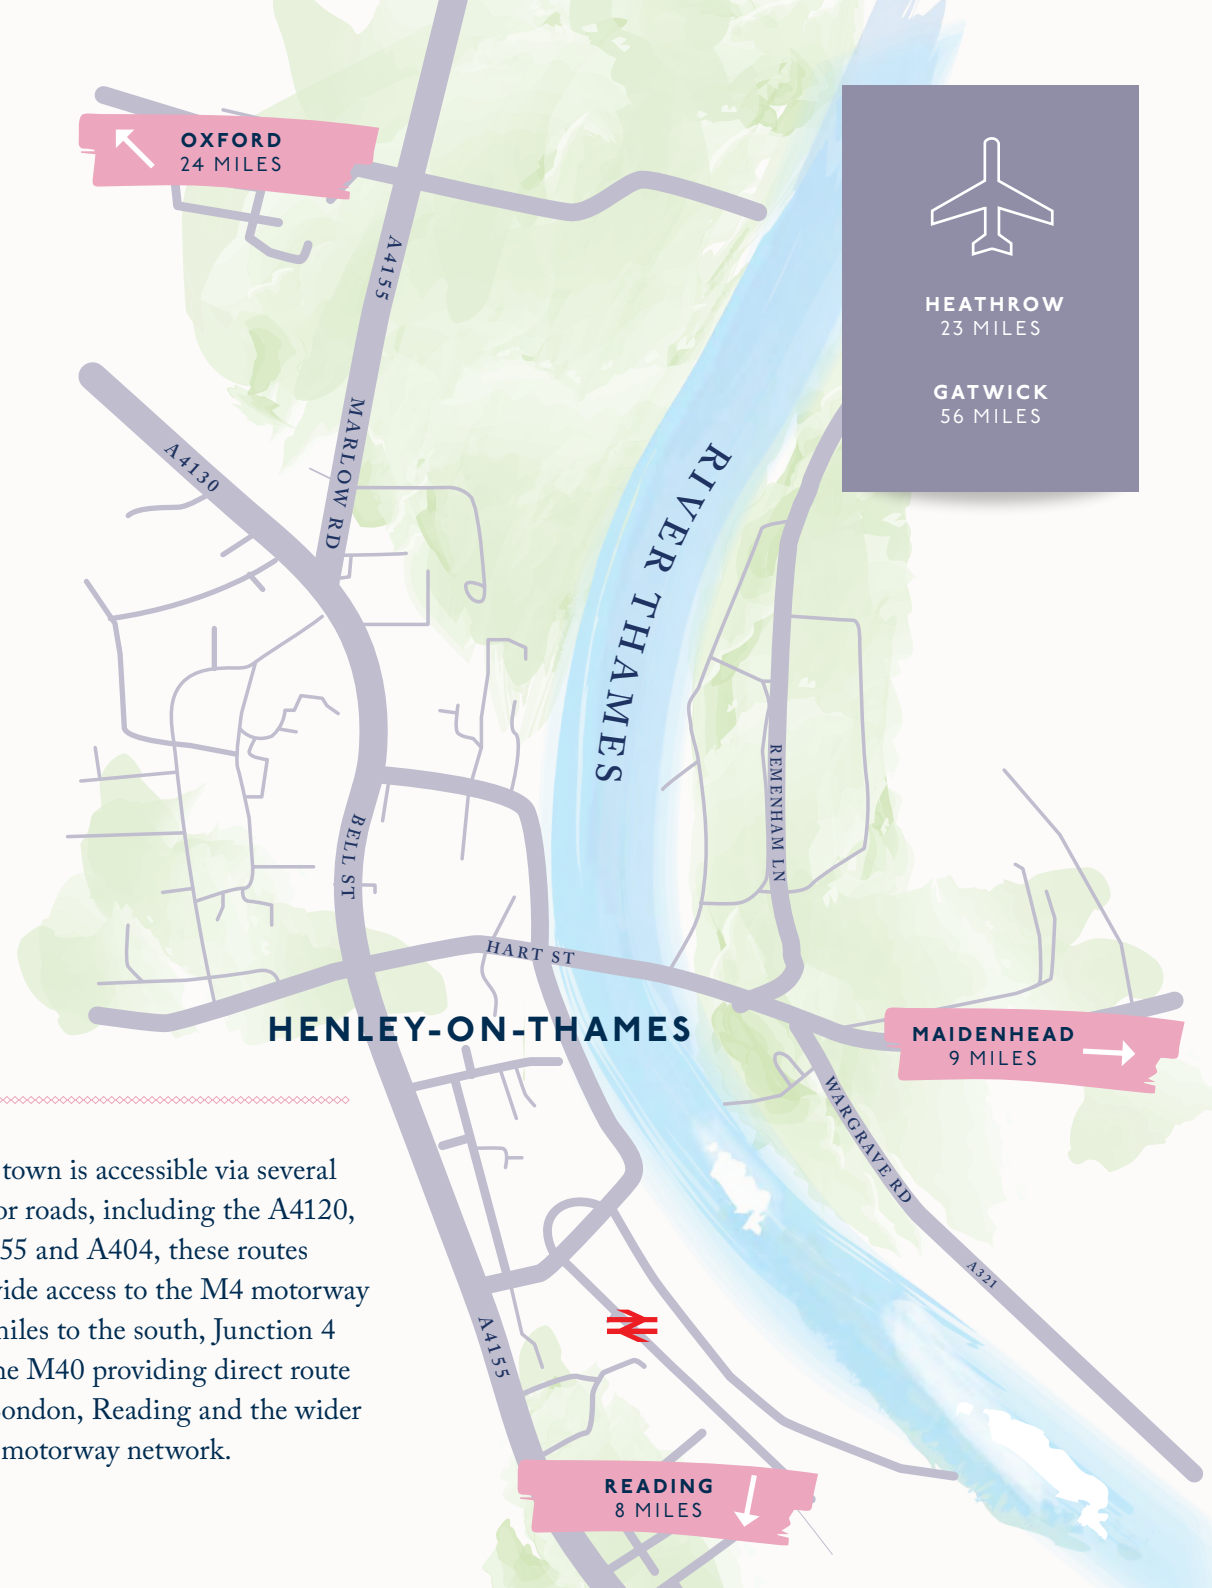 OXFORD
24 MILES
A4155
HEATHROW
23 MILES
GATWICK
56 MILES
MARLOW RD
A4130
RIVER THAMES
REMENHAM LN
BELL ST
HART ST
HENLEY-ON-THAMES
MAIDENHEAD
9 MILES
WARGRAVE RD
A321
town is accessible via several
or roads, including the A4120,
55 and A404, these routes
vide access to the M4 motorway
miles to the south, Junction 4
he M40 providing direct route
London, Reading and the wider
motorway network.
A4155
READING
8 MILES